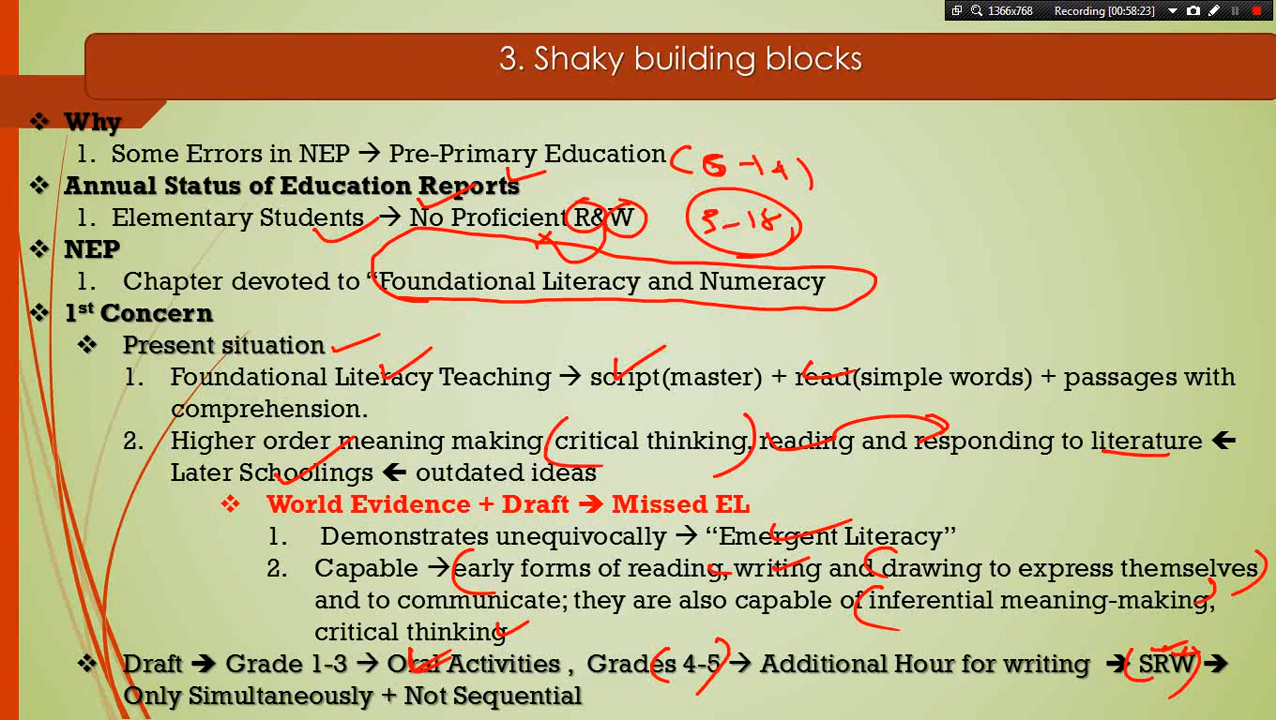 1366x768 Recording [00:58:23]
3. Shaky building blocks
❖ Why
1. Some Errors in NEP → Pre-Primary Education (6-14)
❖ Annual Status of Education Reports
1. Elementary Students → No Proficient R&W 3-18
❖ NEP
1. Chapter devoted to “Foundational Literacy and Numeracy
❖ 1st Concern
❖ Present situation
1. Foundational Literacy Teaching → script(master) + read(simple words) + passages with
comprehension.
2. Higher order meaning making, critical thinking, reading and responding to literature ←
Later Schoolings ← outdated ideas
❖ World Evidence + Draft → Missed EL
1. Demonstrates unequivocally → “Emergent Literacy”
2. Capable →early forms of reading, writing and drawing to express themselves
and to communicate; they are also capable of inferential meaning-making,
critical thinking
❖ Draft → Grade 1-3 → Oral Activities , Grades 4-5 → Additional Hour for writing → SRW →
Only Simultaneously + Not Sequential